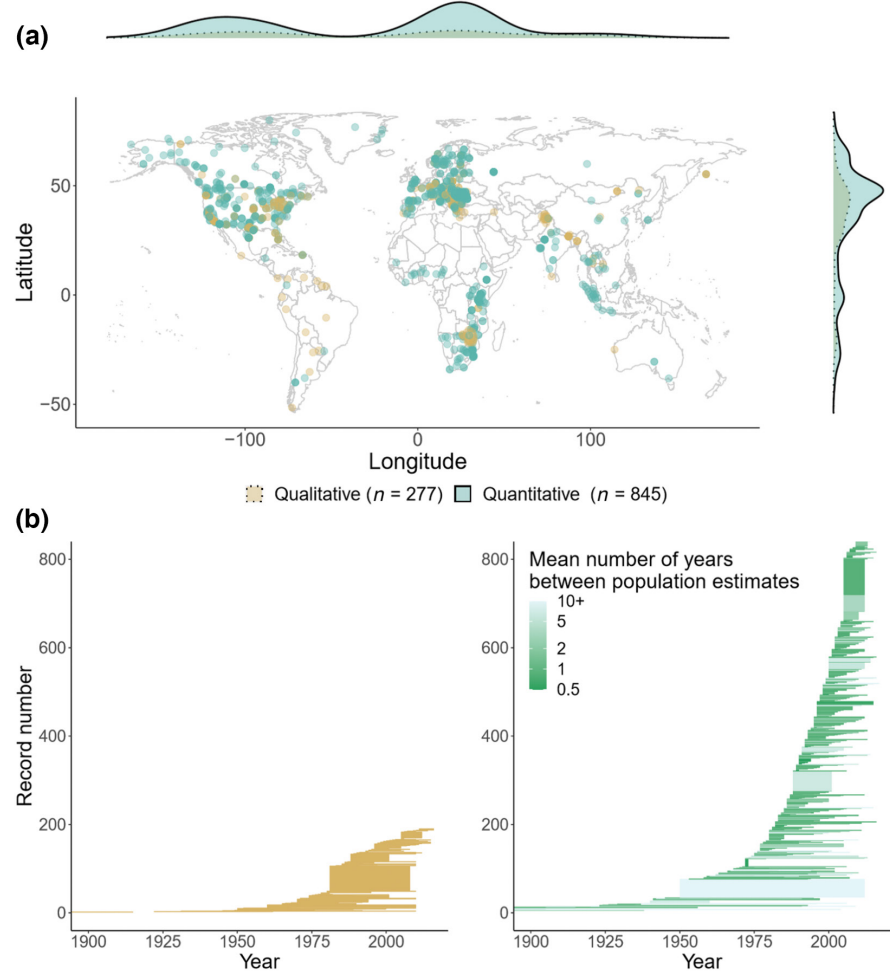 (a)
Latitude
50
0
−50
−100
0
100
Longitude
Qualitative (n = 277)
Quantitative (n = 845)
(b)
Record number
800
600
400
200
0
1900
1925
1950
1975
2000
Year
Mean number of years
between population estimates
10+
5
2
1
0.5
800
600
400
200
0
1900
1925
1950
1975
2000
Year